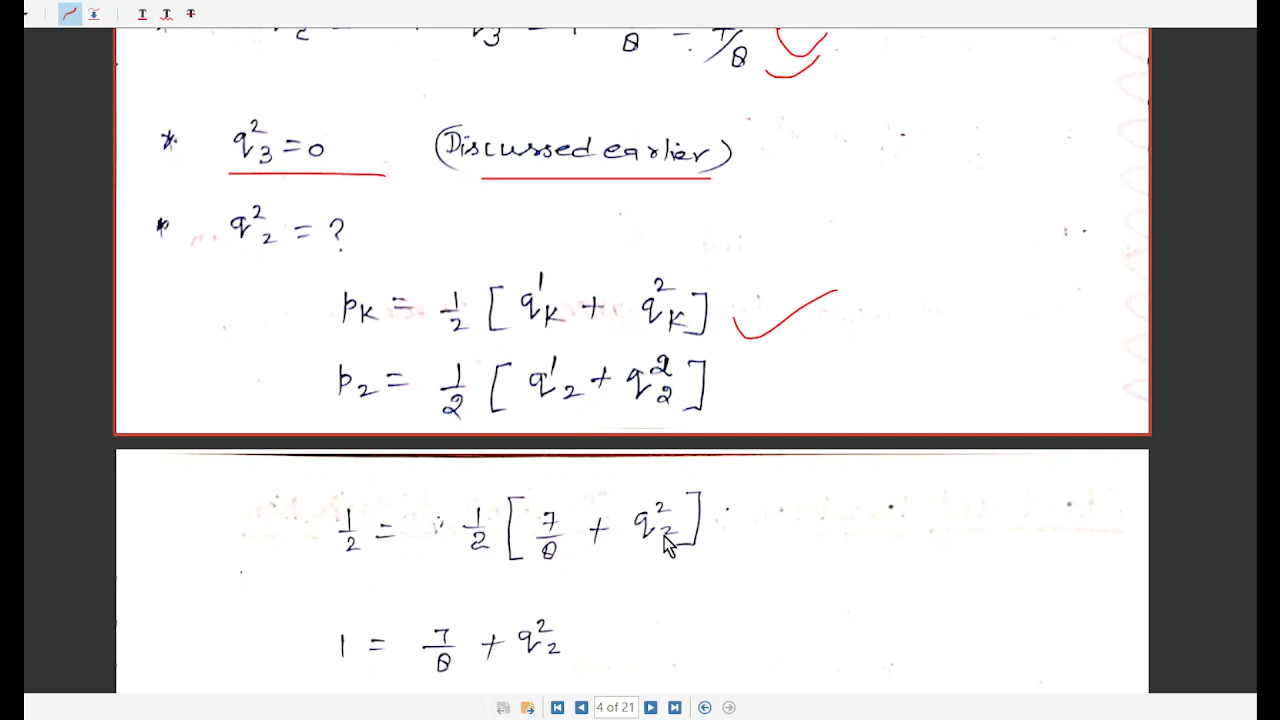 * q²₃ = 0 (Discussed earlier)
* q²₂ = ?
pK = 1/2 [ q¹K + q²K ]
p₂ = 1/2 [ q¹₂ + q²₂ ]
1/2 = 1/2 [ 7/8 + q²₂ ]
1 = 7/8 + q²₂
4 of 21